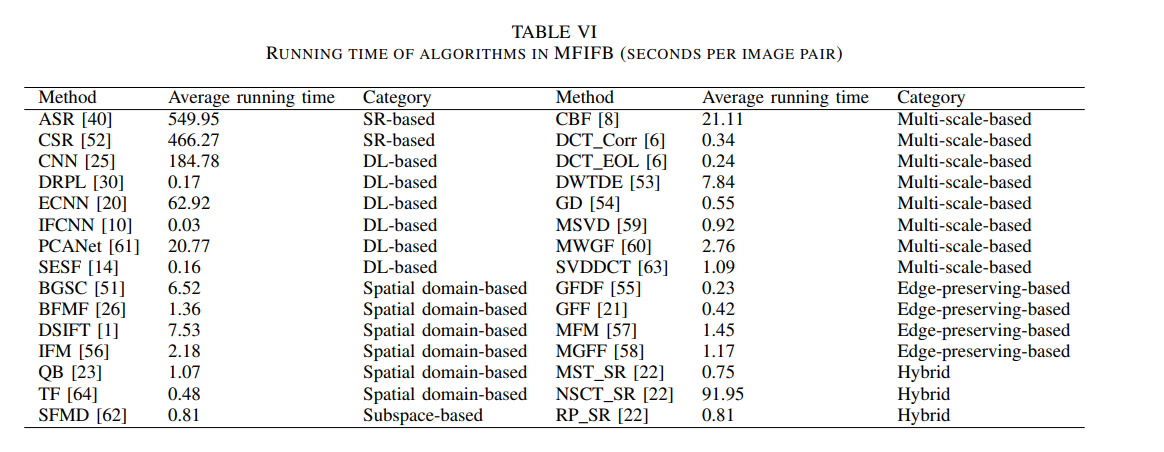 TABLE VI
RUNNING TIME OF ALGORITHMS IN MFIFB (SECONDS PER IMAGE PAIR)
Method Average running time Category Method Average running time Category
ASR [40] 549.95 SR-based CBF [8] 21.11 Multi-scale-based
CSR [52] 466.27 SR-based DCT_Corr [6] 0.34 Multi-scale-based
CNN [25] 184.78 DL-based DCT_EOL [6] 0.24 Multi-scale-based
DRPL [30] 0.17 DL-based DWTDE [53] 7.84 Multi-scale-based
ECNN [20] 62.92 DL-based GD [54] 0.55 Multi-scale-based
IFCNN [10] 0.03 DL-based MSVD [59] 0.92 Multi-scale-based
PCANet [61] 20.77 DL-based MWGF [60] 2.76 Multi-scale-based
SESF [14] 0.16 DL-based SVDDCT [63] 1.09 Multi-scale-based
BGSC [51] 6.52 Spatial domain-based GFDF [55] 0.23 Edge-preserving-based
BFMF [26] 1.36 Spatial domain-based GFF [21] 0.42 Edge-preserving-based
DSIFT [1] 7.53 Spatial domain-based MFM [57] 1.45 Edge-preserving-based
IFM [56] 2.18 Spatial domain-based MGFF [58] 1.17 Edge-preserving-based
QB [23] 1.07 Spatial domain-based MST_SR [22] 0.75 Hybrid
TF [64] 0.48 Spatial domain-based NSCT_SR [22] 91.95 Hybrid
SFMD [62] 0.81 Subspace-based RP_SR [22] 0.81 Hybrid